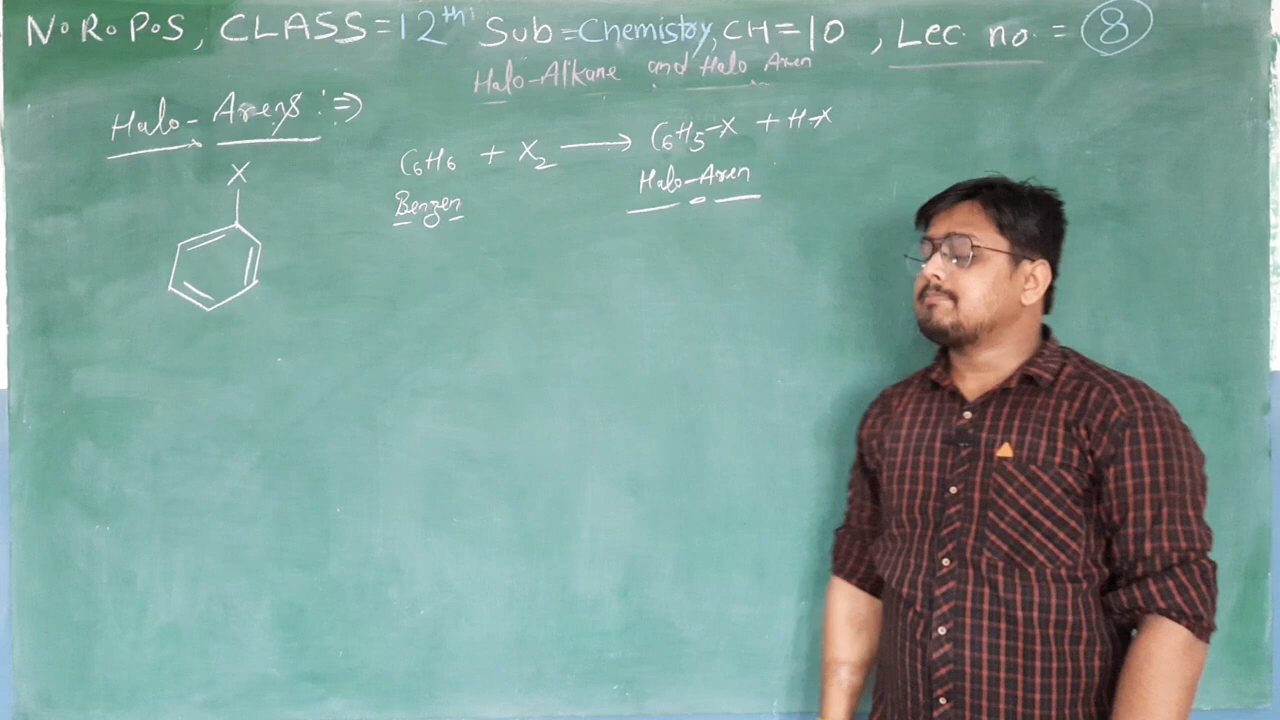 N.R.P.S, CLASS=12th Sub=Chemistry, CH=10, Lec. no. = 8
Halo-Alkane and Halo Aren
Halo-Arens :⇒
X
C6H6 + X2 ⟶ C6H5-X + H-X
Benzen Halo-Aren